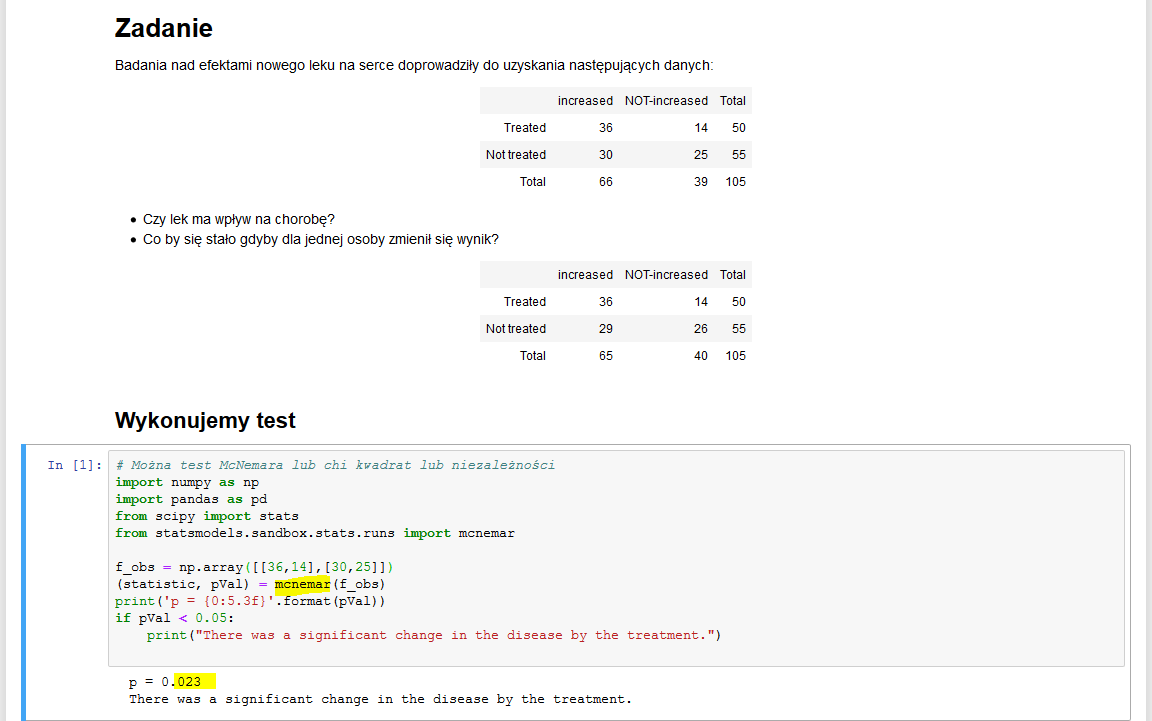 Zadanie
Badania nad efektami nowego leku na serce doprowadziły do uzyskania następujących danych:
increased NOT-increased Total
Treated 36 14 50
Not treated 30 25 55
Total 66 39 105
• Czy lek ma wpływ na chorobę?
• Co by się stało gdyby dla jednej osoby zmienił się wynik?
increased NOT-increased Total
Treated 36 14 50
Not treated 29 26 55
Total 65 40 105
Wykonujemy test
In [1]: # Można test McNemara lub chi kwadrat lub niezależności
import numpy as np
import pandas as pd
from scipy import stats
from statsmodels.sandbox.stats.runs import mcnemar
f_obs = np.array([[36,14],[30,25]])
(statistic, pVal) = mcnemar(f_obs)
print('p = {0:5.3f}'.format(pVal))
if pVal < 0.05:
    print("There was a significant change in the disease by the treatment.")
p = 0.023
There was a significant change in the disease by the treatment.